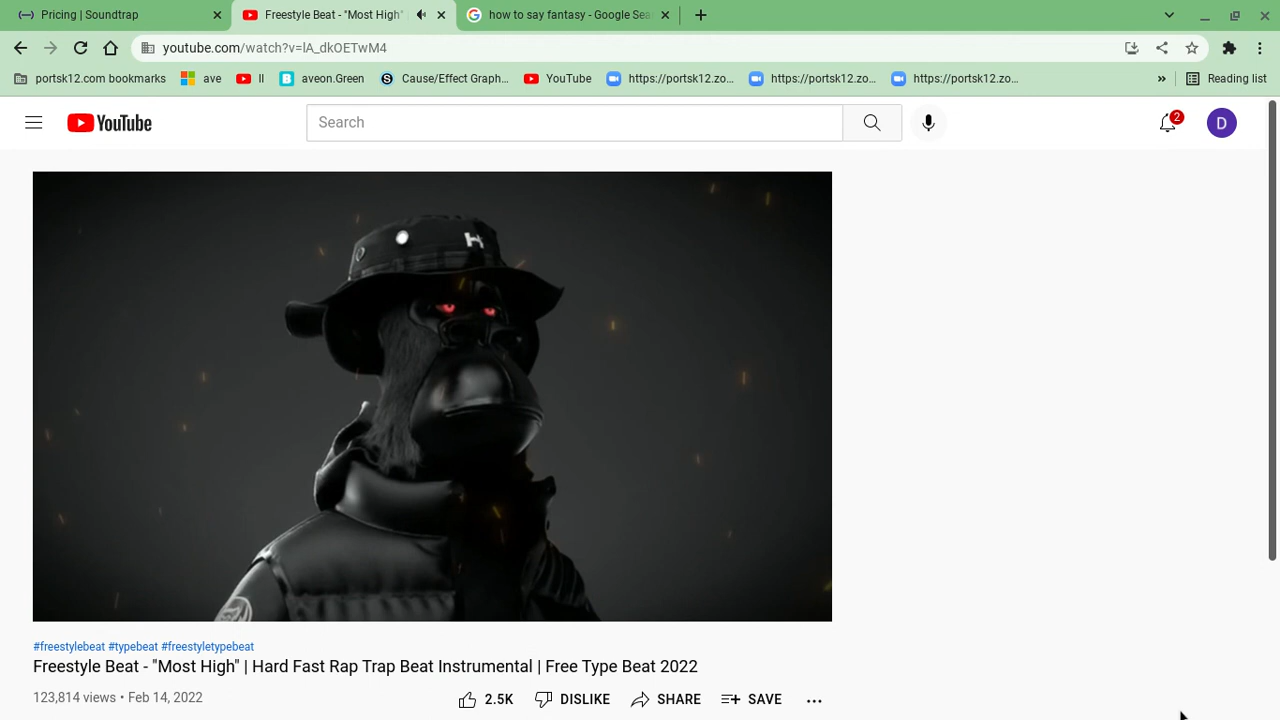 Pricing | Soundtrap
Freestyle Beat - "Most High"
how to say fantasy - Google Sea
youtube.com/watch?v=lA_dkOETwM4
portsk12.com bookmarks
ave
II
aveon.Green
Cause/Effect Graph...
YouTube
https://portsk12.zo...
https://portsk12.zo...
https://portsk12.zo...
»
Reading list
YouTube
Search
2
D
H
#freestylebeat #typebeat #freestyletypebeat
Freestyle Beat - "Most High" | Hard Fast Rap Trap Beat Instrumental | Free Type Beat 2022
123,814 views • Feb 14, 2022
2.5K
DISLIKE
SHARE
SAVE